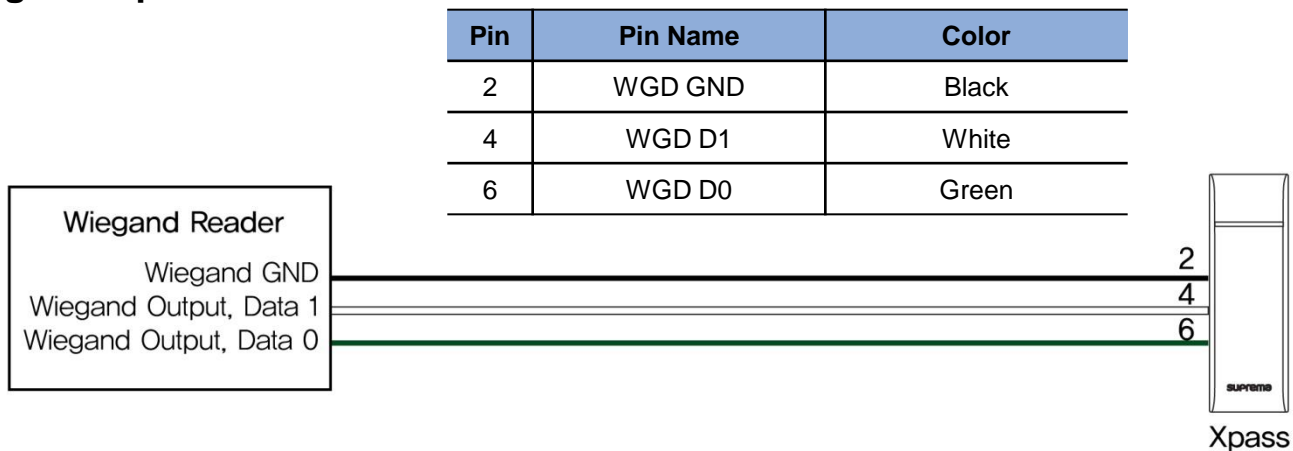 Pin Pin Name Color
2 WGD GND Black
4 WGD D1 White
6 WGD D0 Green
Wiegand Reader
Wiegand GND
Wiegand Output, Data 1
Wiegand Output, Data 0
2
4
6
suprema
Xpass